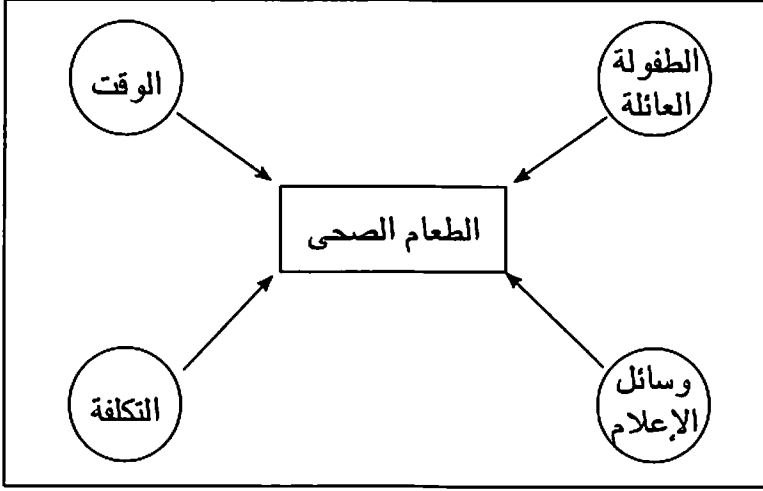 الطفولة
العائلة
الوقت
الطعام الصحى
وسائل
الإعلام
التكلفة